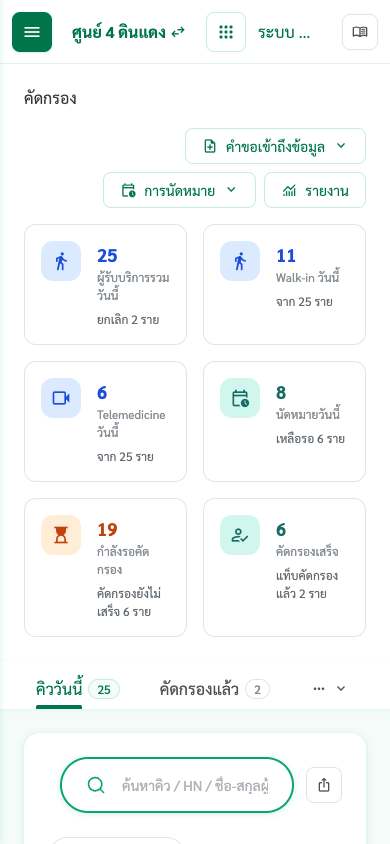 ศูนย์ 4 ดินแดง
ระบบ ...
คัดกรอง
คำขอเข้าถึงข้อมูล
การนัดหมาย
รายงาน
25
ผู้รับบริการรวม
วันนี้
ยกเลิก 2 ราย
11
Walk-in วันนี้
จาก 25 ราย
6
Telemedicine
วันนี้
จาก 25 ราย
8
นัดหมายวันนี้
เหลือรอ 6 ราย
19
กำลังรอคัด
กรอง
คัดกรองยังไม่
เสร็จ 6 ราย
6
คัดกรองเสร็จ
แท็บคัดกรอง
แล้ว 2 ราย
คิววันนี้ 25
คัดกรองแล้ว 2
...
ค้นหาคิว / HN / ชื่อ-สกุลผู้